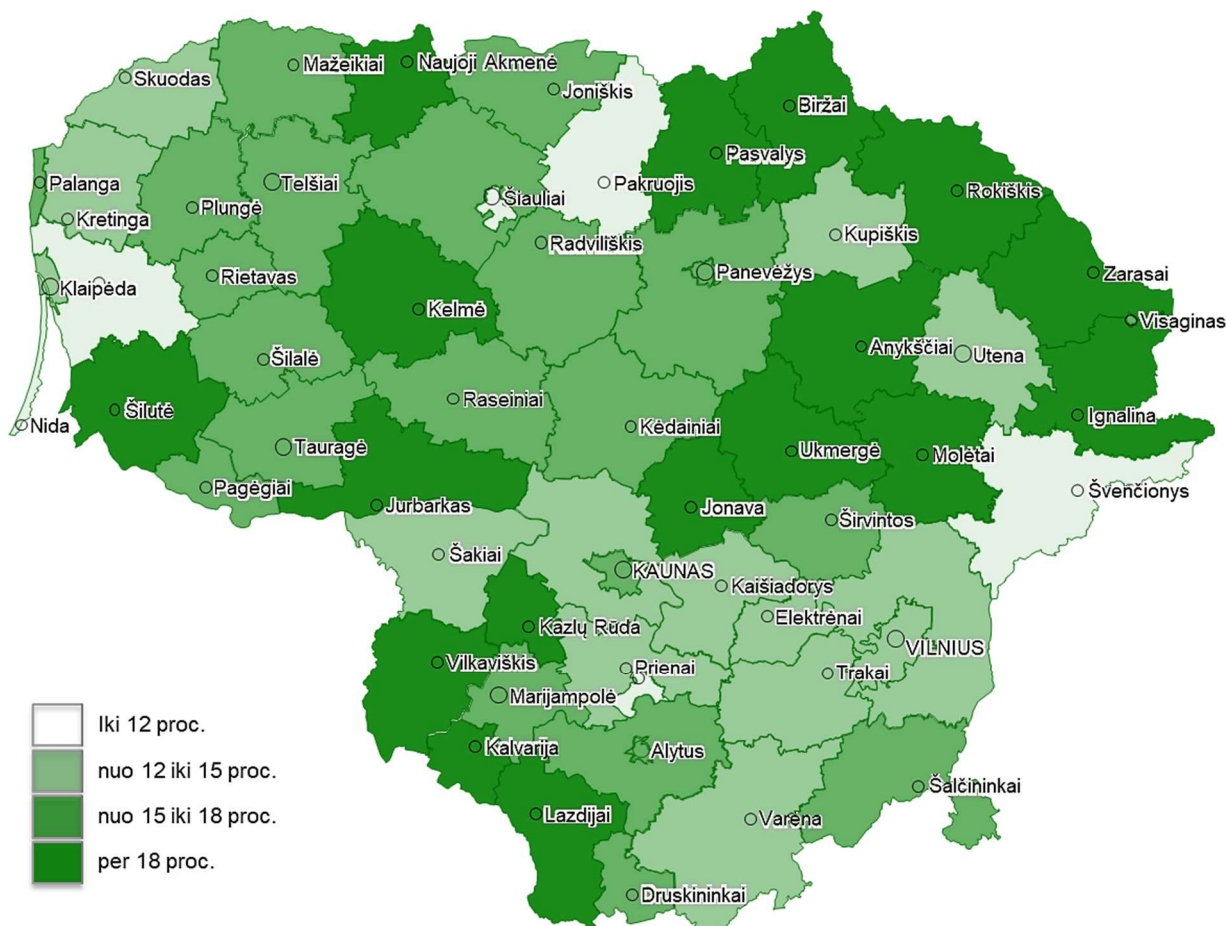 Skuodas
Mažeikiai
Naujoji Akmenė
Joniškis
Biržai
Pasvalys
Palanga
Telšiai
Šiauliai
Pakruojis
Rokiškis
Plungė
Kretinga
Radviliškis
Kupiškis
Rietavas
Panevėžys
Zarasai
Klaipėda
Kelmė
Visaginas
Šilalė
Anykščiai
Utena
Šilutė
Raseiniai
Nida
Kėdainiai
Ignalina
Tauragė
Ukmergė
Molėtai
Pagėgiai
Švenčionys
Jurbarkas
Jonava
Širvintos
Šakiai
KAUNAS
Kaišiadorys
Elektrėnai
Kazlų Rūda
VILNIUS
Vilkaviškis
Prienai
Trakai
Marijampolė
Iki 12 proc.
Kalvarija
Alytus
nuo 12 iki 15 proc.
Šalčininkai
nuo 15 iki 18 proc.
Lazdijai
Varėna
per 18 proc.
Druskininkai